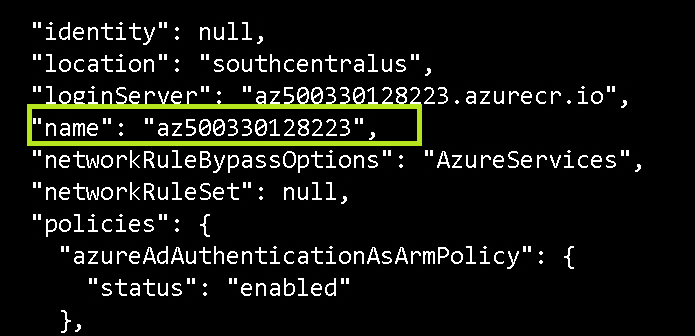 "identity": null,
"location": "southcentralus",
"loginServer": "az500330128223.azurecr.io",
"name": "az500330128223",
"networkRuleBypassOptions": "AzureServices",
"networkRuleSet": null,
"policies": {
"azureAdAuthenticationAsArmPolicy": {
"status": "enabled"
},